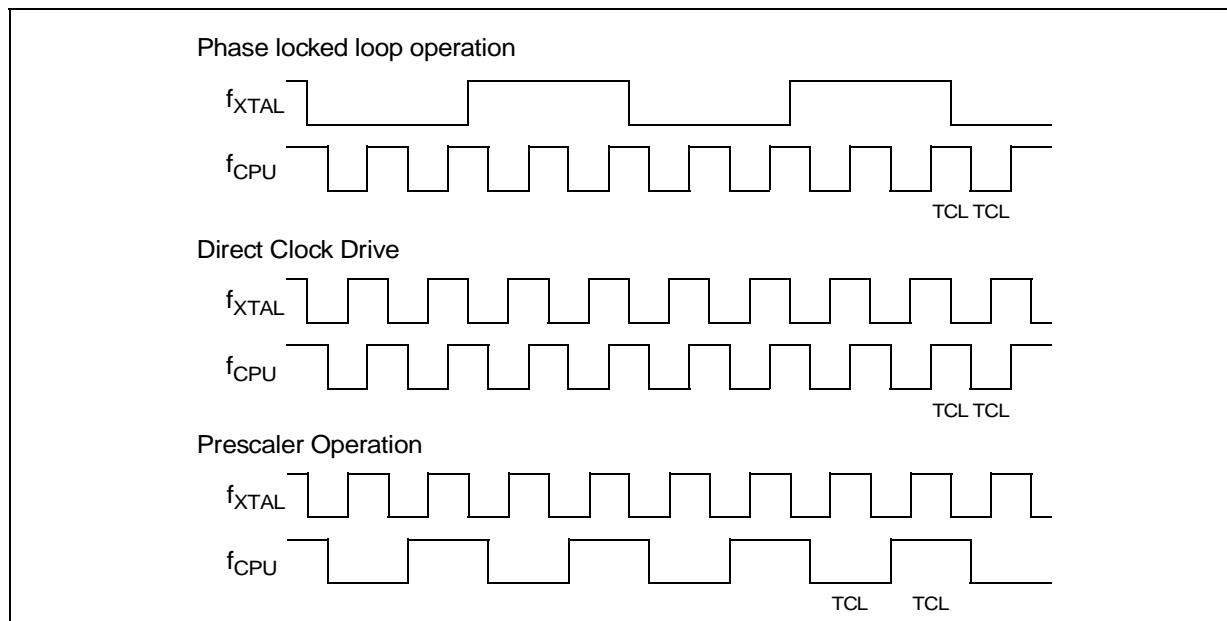 Phase locked loop operation
fXTAL
fCPU
TCL TCL
Direct Clock Drive
fXTAL
fCPU
TCL TCL
Prescaler Operation
fXTAL
fCPU
TCL TCL